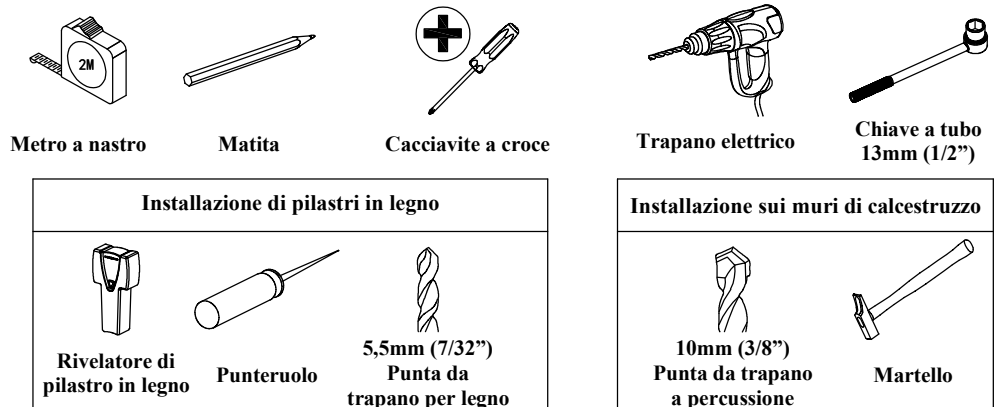 2M
Metro a nastro
Matita
Cacciavite a croce
Trapano elettrico
Chiave a tubo
13mm (1/2”)
Installazione di pilastri in legno
Rivelatore di
pilastro in legno
Punteruolo
5,5mm (7/32”)
Punta da
trapano per legno
Installazione sui muri di calcestruzzo
10mm (3/8”)
Punta da trapano
a percussione
Martello